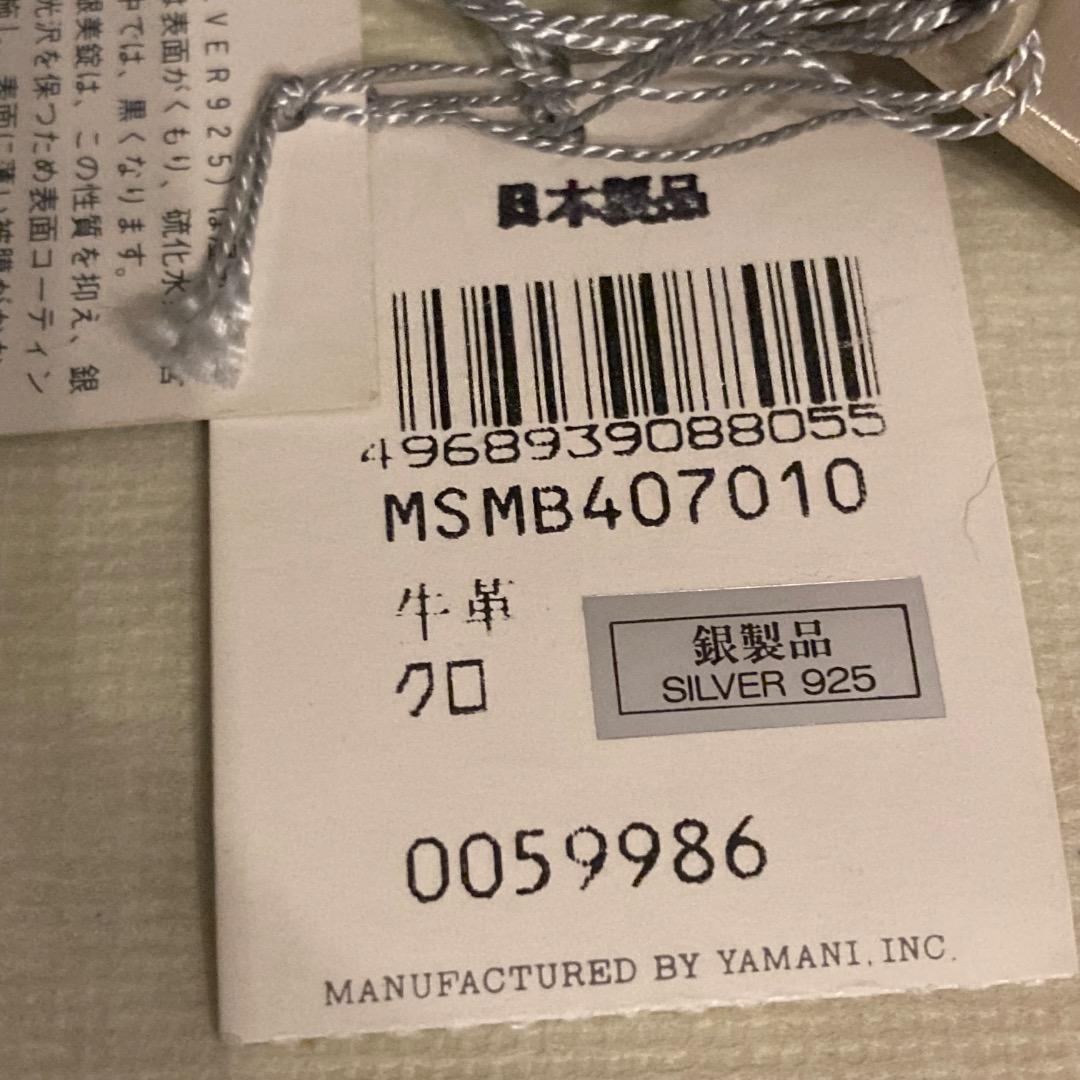 VER925)は
は表面がくもり、硫化水
中では、黒くなります。
銀美錠は、この性質を抑え、銀
光沢を保つため表面コーティン
日本製品
4968939088055
MSMB407010
牛革
クロ
銀製品
SILVER 925
0059986
MANUFACTURED BY YAMANI, INC.